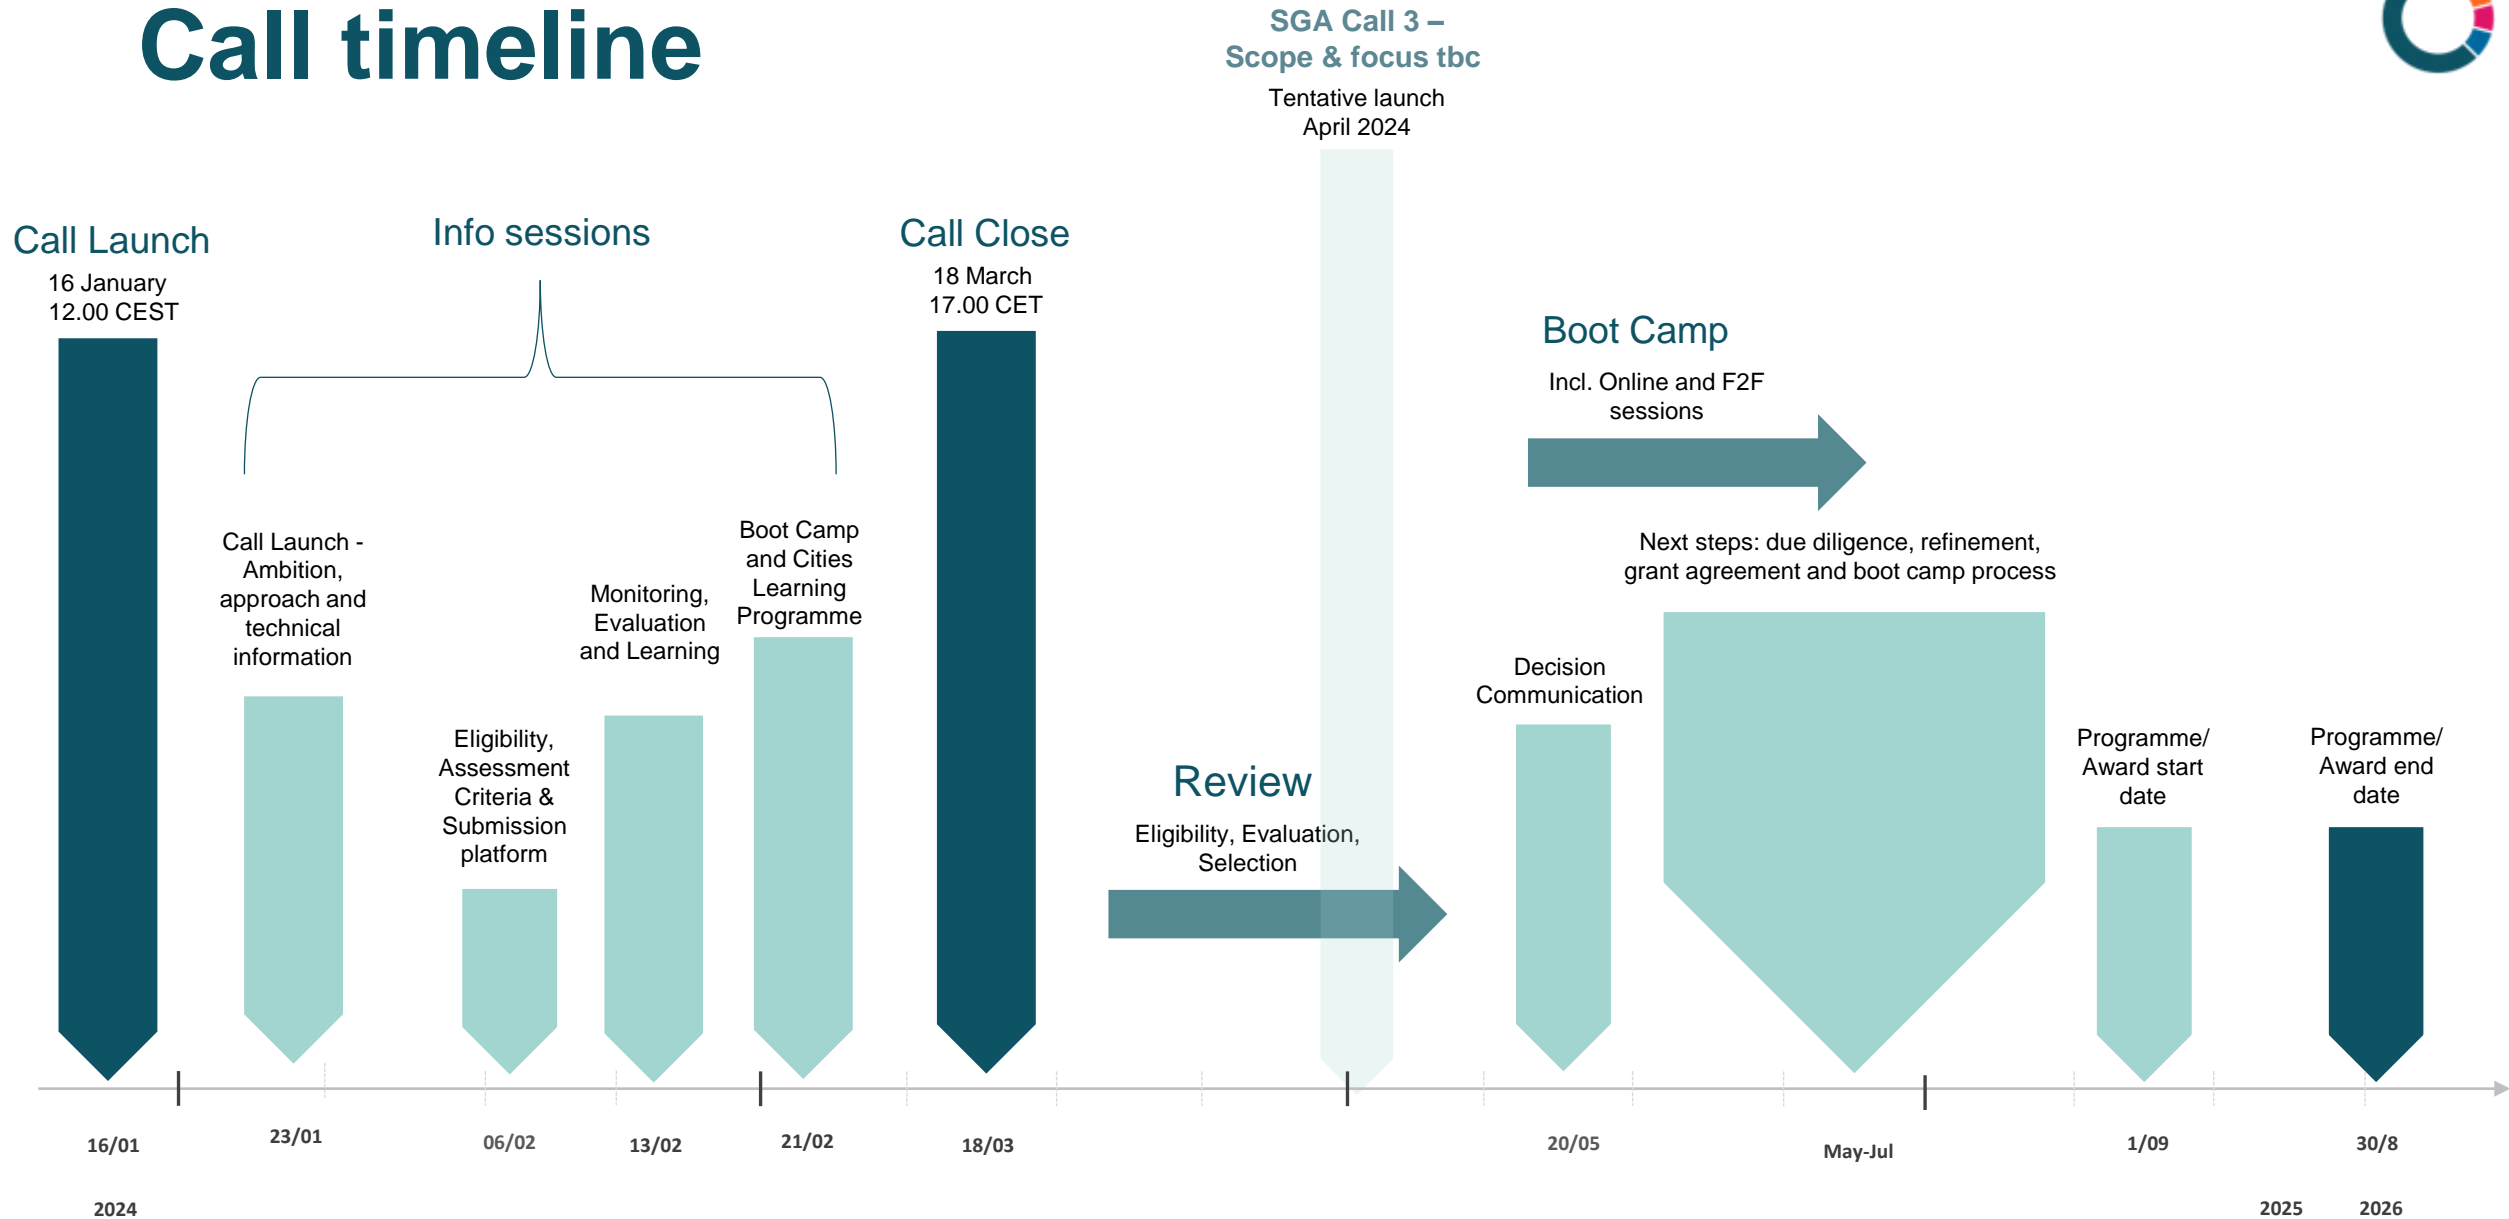 Call timeline
SGA Call 3 –
Scope & focus tbc
Tentative launch
April 2024
Call Launch
16 January
12.00 CEST
Info sessions
Call Close
18 March
17.00 CET
Boot Camp
Incl. Online and F2F
sessions
Call Launch -
Ambition,
approach and
technical
information
Eligibility,
Assessment
Criteria &
Submission
platform
Monitoring,
Evaluation
and Learning
Boot Camp
and Cities
Learning
Programme
Review
Eligibility, Evaluation,
Selection
Decision
Communication
Next steps: due diligence, refinement,
grant agreement and boot camp process
Programme/
Award start
date
Programme/
Award end
date
16/01
23/01
06/02
13/02
21/02
18/03
20/05
May-Jul
1/09
30/8
2024
2025
2026